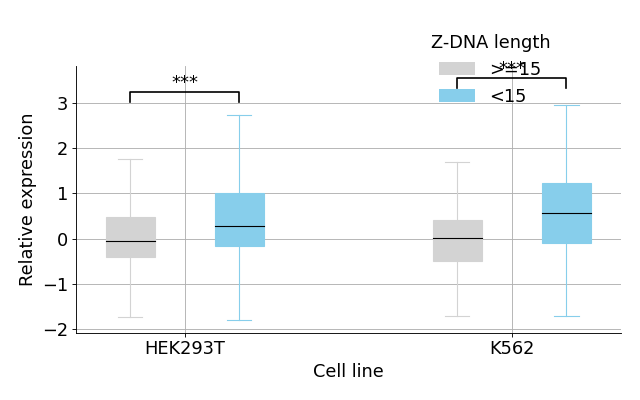 Z-DNA length
>=15
<15
***
***
Relative expression
3
2
1
0
−1
−2
HEK293T
K562
Cell line